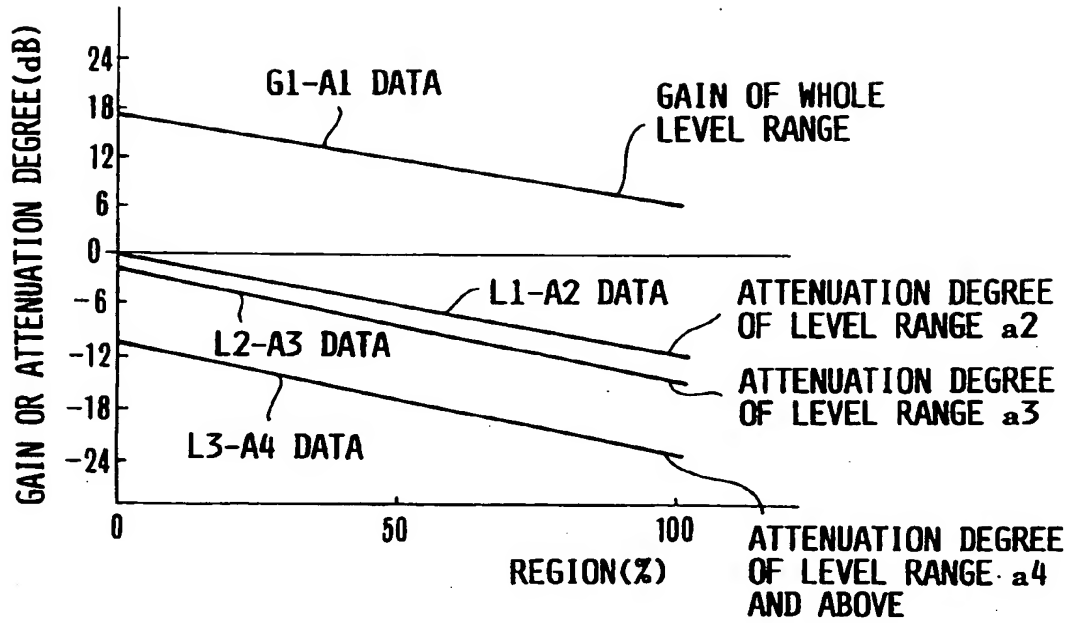 GAIN OR ATTENUATION DEGREE(dB)
24
18
12
6
0
-6
-12
-18
-24
G1-A1 DATA
GAIN OF WHOLE
LEVEL RANGE
L1-A2 DATA
L2-A3 DATA
L3-A4 DATA
ATTENUATION DEGREE
OF LEVEL RANGE a2
ATTENUATION DEGREE
OF LEVEL RANGE a3
0
50
100
REGION(%)
ATTENUATION DEGREE
OF LEVEL RANGE a4
AND ABOVE